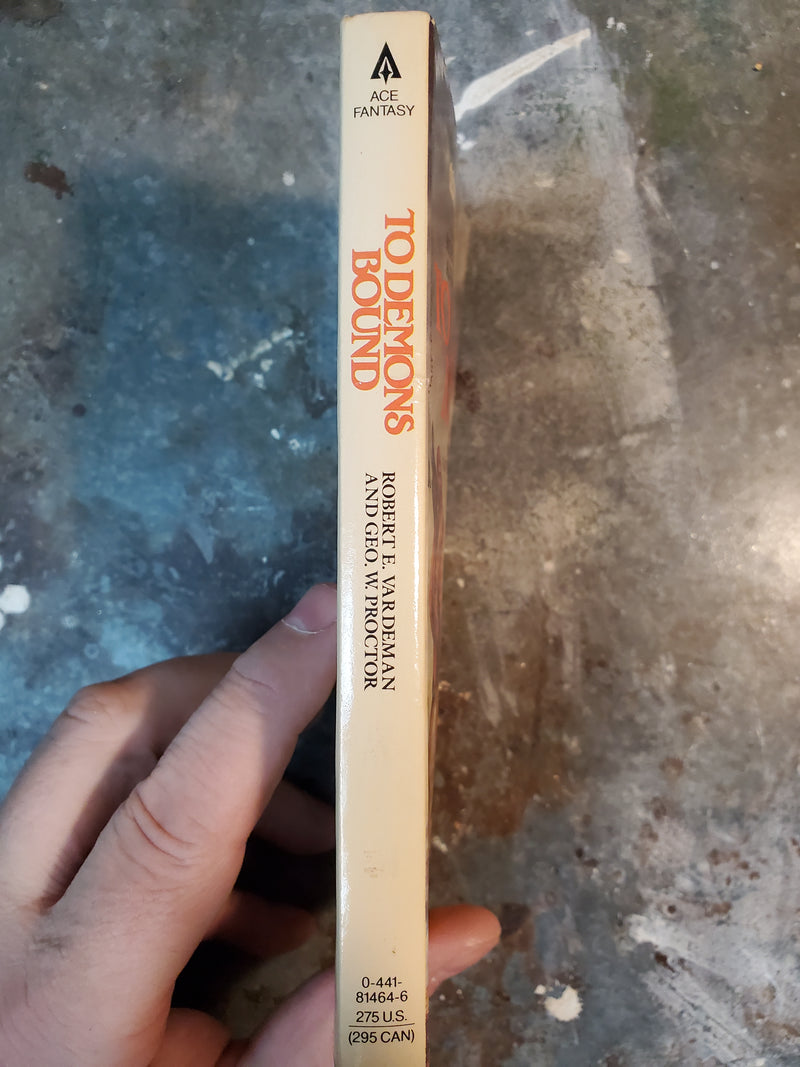 ACE
FANTASY
TO DEMONS
BOUND
ROBERT E. VARDEMAN
AND GEO. W. PROCTOR
0-441-
81464-6
275 U.S.
(295 CAN)